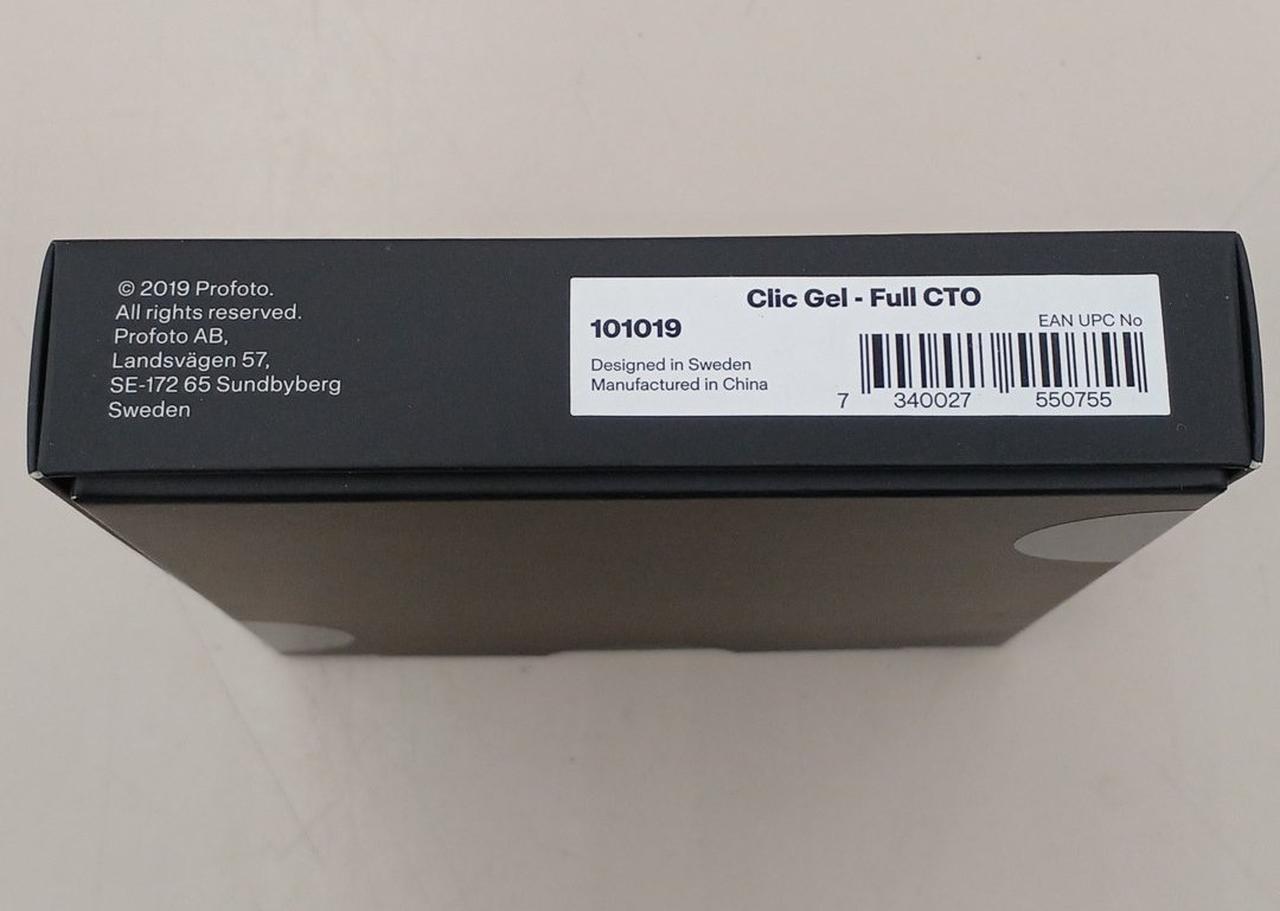 © 2019 Profoto.
All rights reserved.
Profoto AB,
Landsvägen 57,
SE-172 65 Sundbyberg
Sweden
Clic Gel - Full CTO
101019
EAN UPC No
Designed in Sweden
Manufactured in China
7 340027 550755